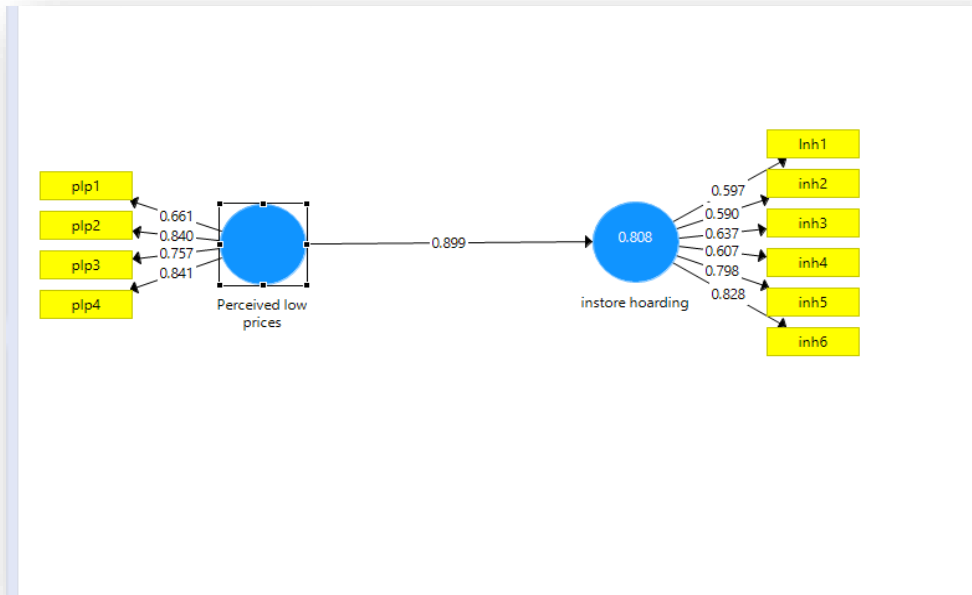 plp1
plp2
plp3
plp4
0.661
0.840
0.757
0.841
Perceived low
prices
0.899
0.808
instore hoarding
0.597
0.590
0.637
0.607
0.798
0.828
Inh1
inh2
inh3
inh4
inh5
inh6